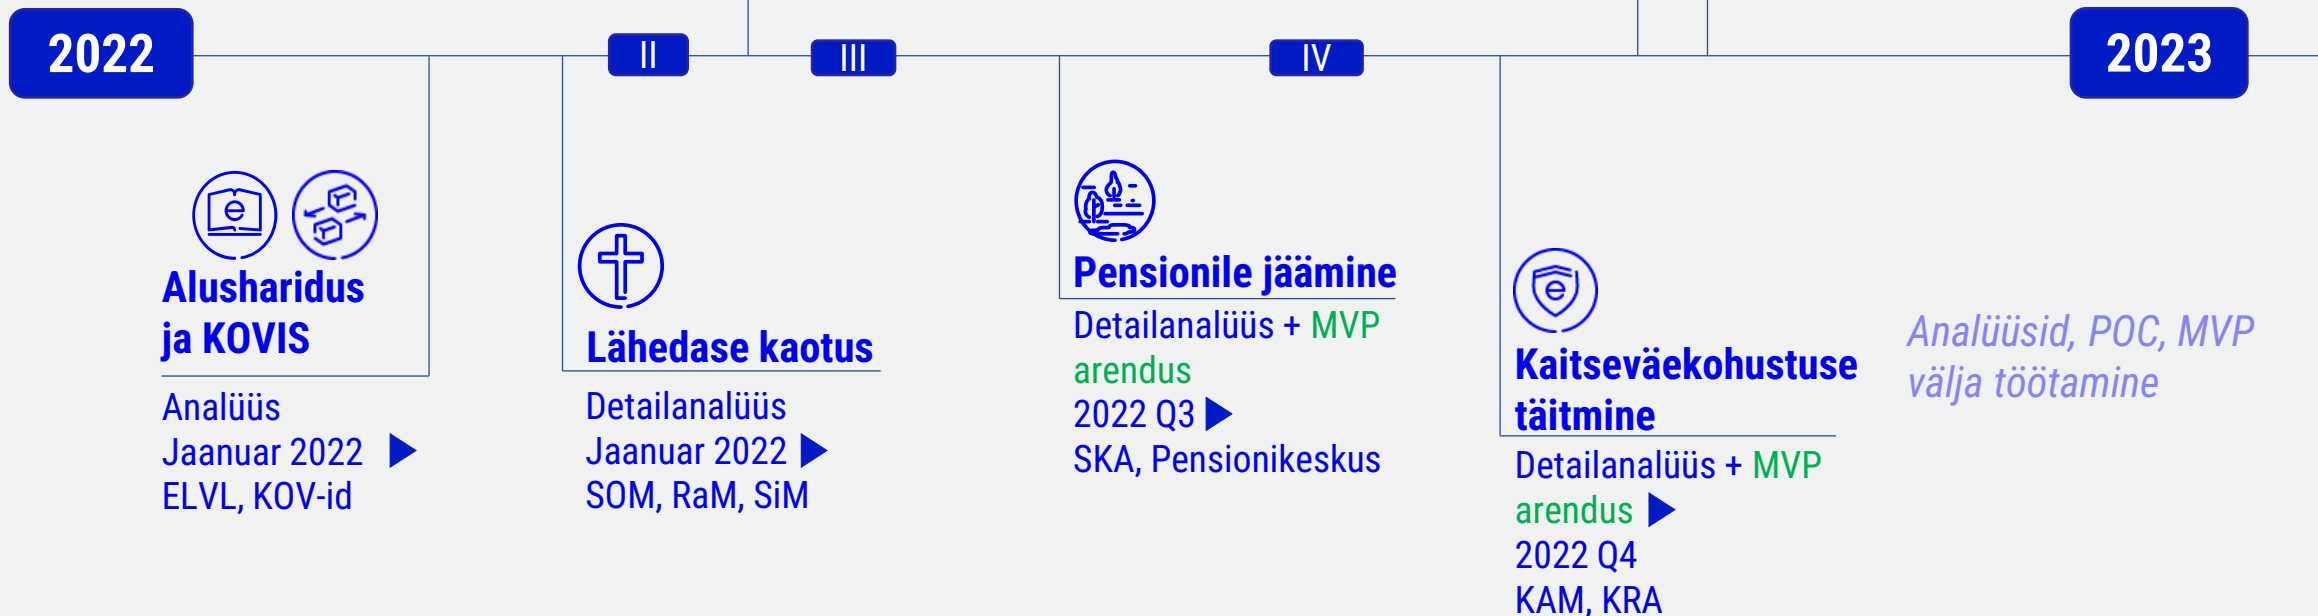 2022
II
III
IV
2023
Alusharidus
ja KOVIS
Analüüs
Jaanuar 2022
ELVL, KOV-id
Lähedase kaotus
Detailanalüüs
Jaanuar 2022
SOM, RaM, SiM
Pensionile jäämine
Detailanalüüs + MVP
arendus
2022 Q3
SKA, Pensionikeskus
Kaitseväekohustuse
täitmine
Detailanalüüs + MVP
arendus
2022 Q4
KAM, KRA
Analüüsid, POC, MVP
välja töötamine